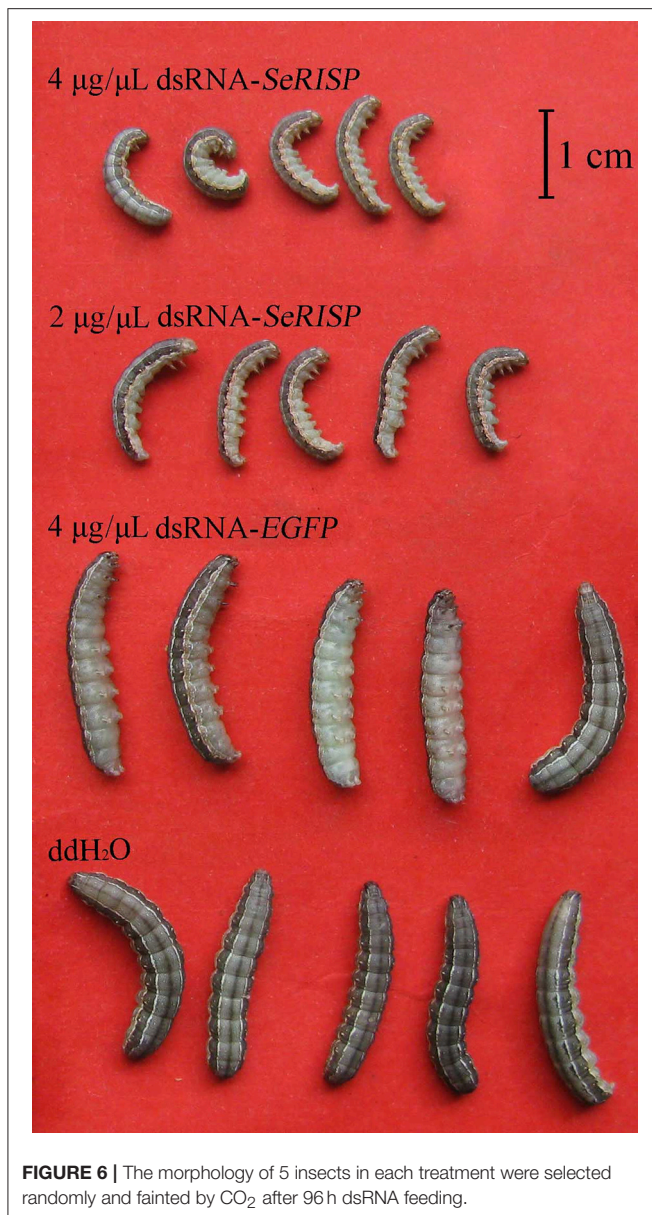 4 μg/μL dsRNA-SeRISP
1 cm
2 μg/μL dsRNA-SeRISP
4 μg/μL dsRNA-EGFP
ddH₂O
FIGURE 6 | The morphology of 5 insects in each treatment were selected
randomly and fainted by CO₂ after 96 h dsRNA feeding.